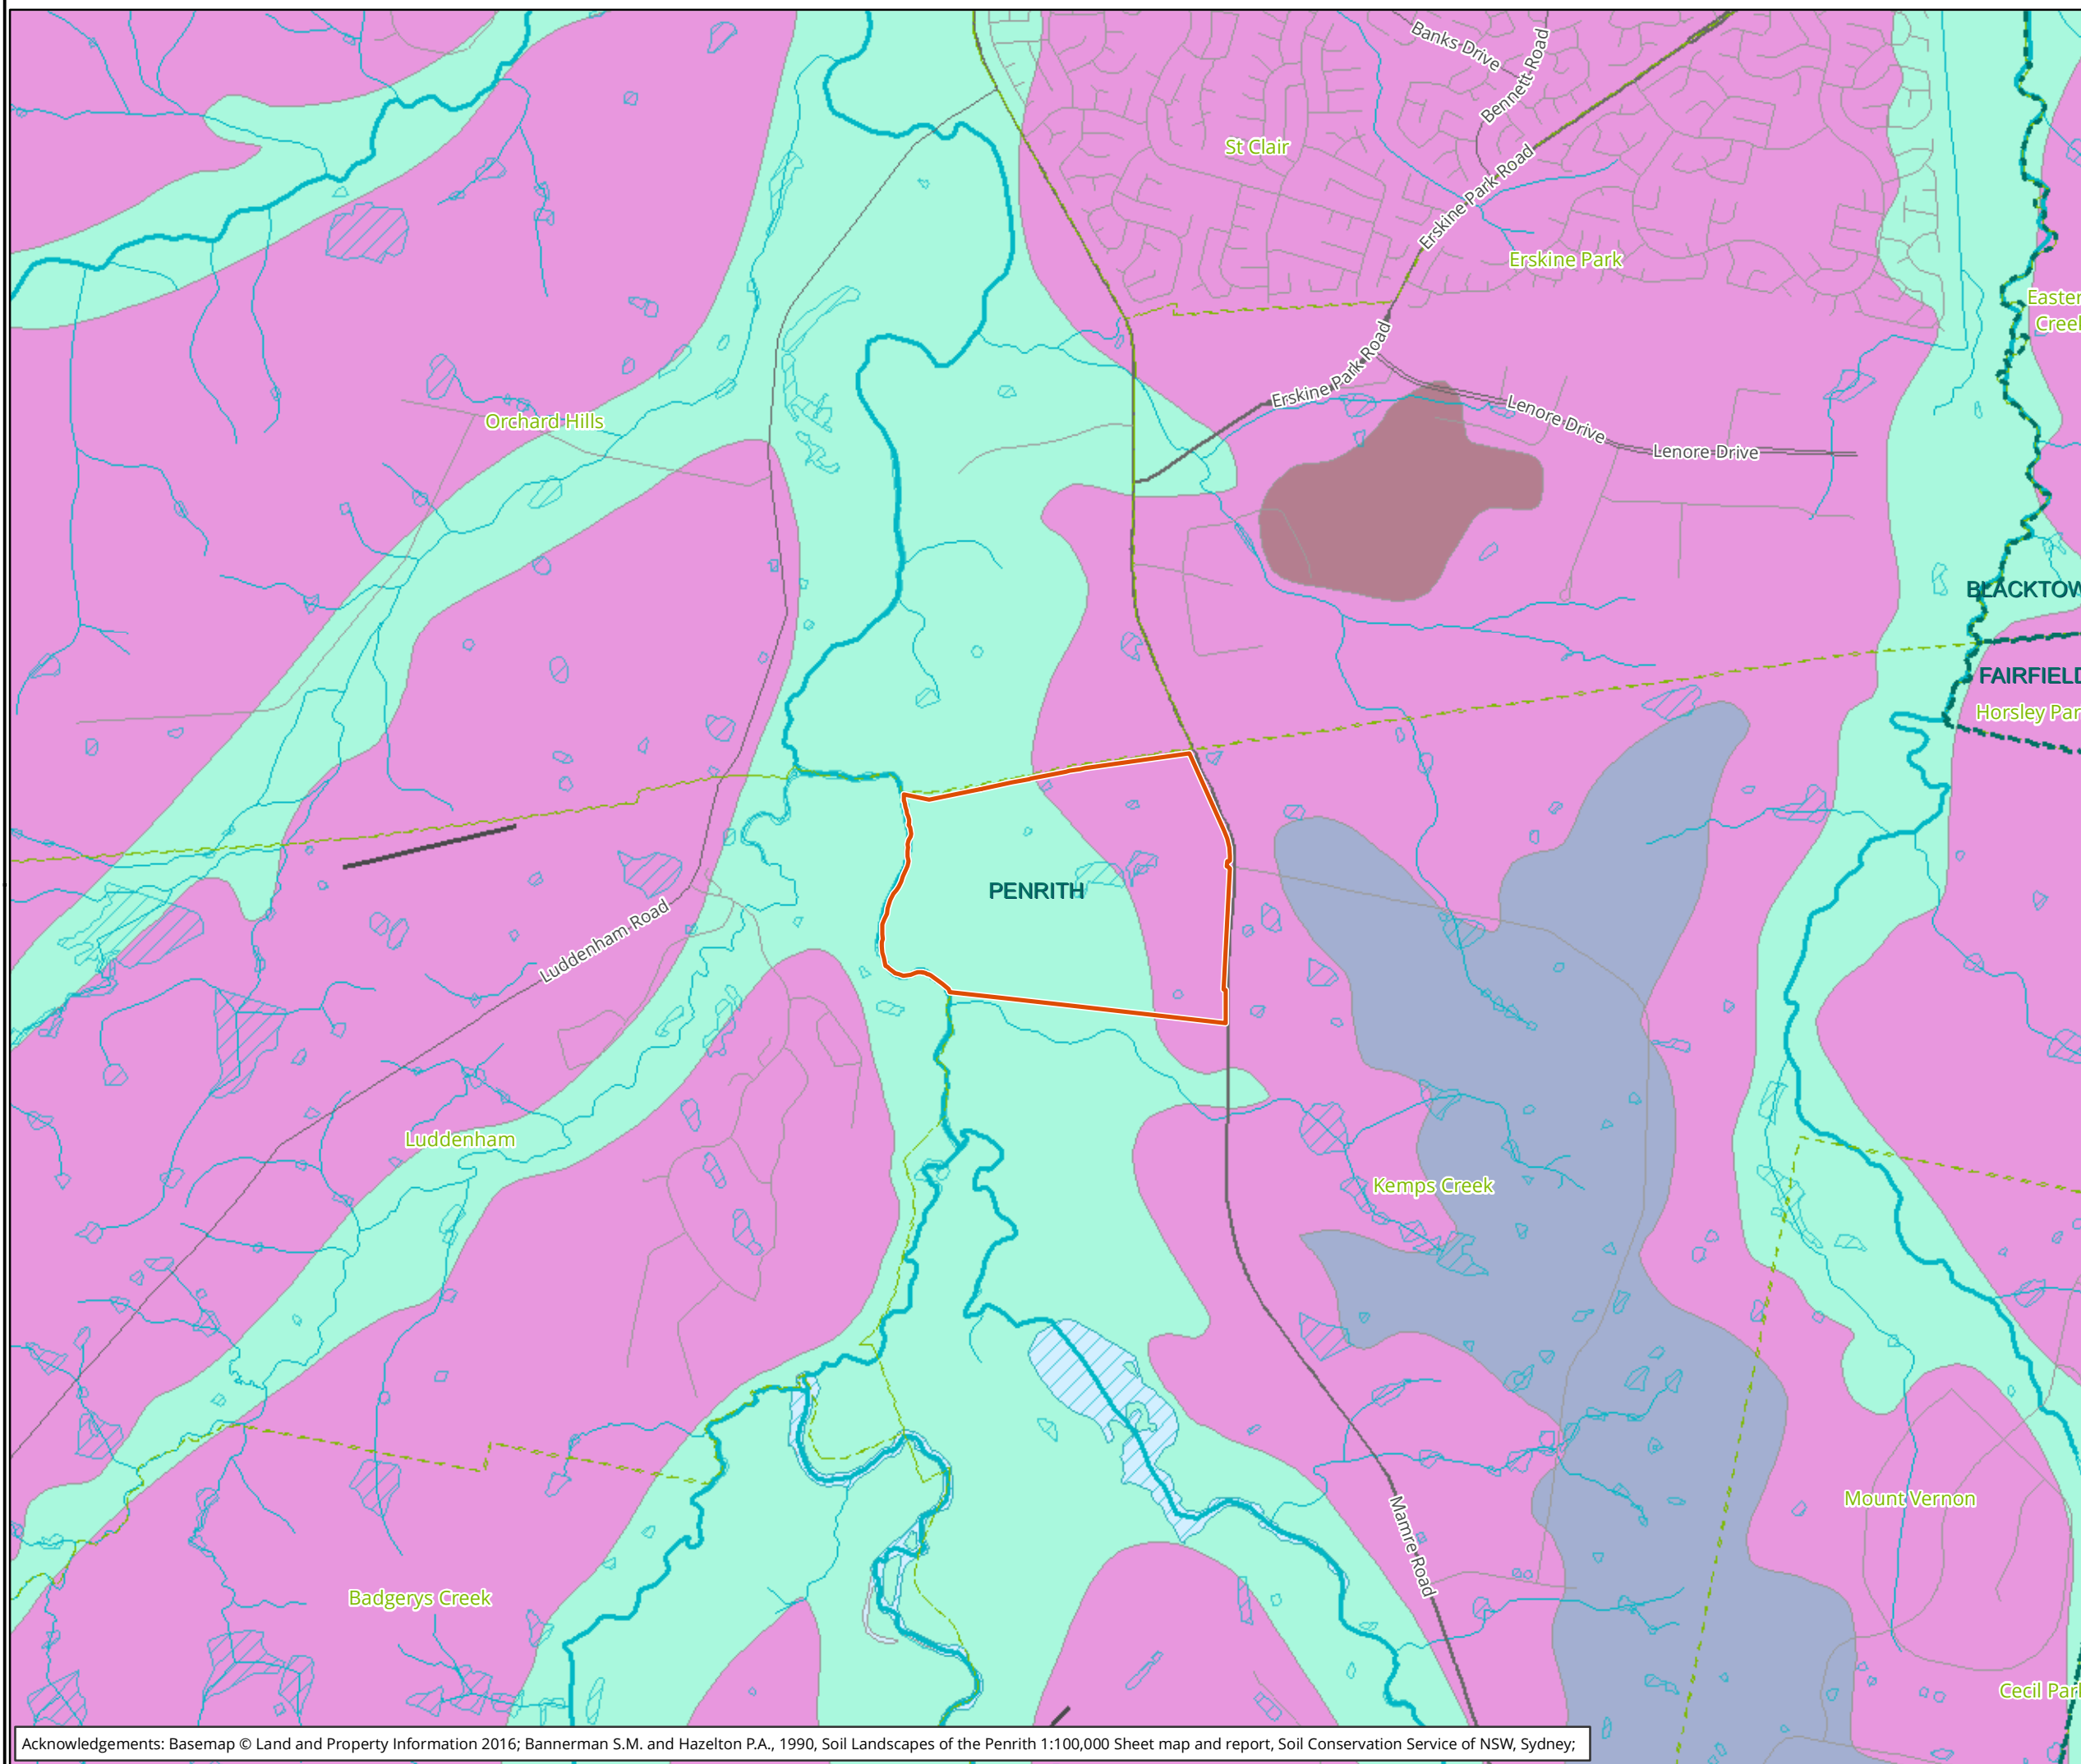 Banks Drive
Bennett Road
St Clair
Erskine Park Road
Erskine Park
Easter
Creek
Erskine Park Road
Lenore Drive
Lenore Drive
Orchard Hills
BLACKTOW
FAIRFIELD
Horsley Par
PENRITH
Luddenham Road
Luddenham
Kemps Creek
Mount Vernon
Mamre Road
Badgerys Creek
Cecil Park
Acknowledgements: Basemap © Land and Property Information 2016; Bannerman S.M. and Hazelton P.A., 1990, Soil Landscapes of the Penrith 1:100,000 Sheet map and report, Soil Conservation Service of NSW, Sydney;